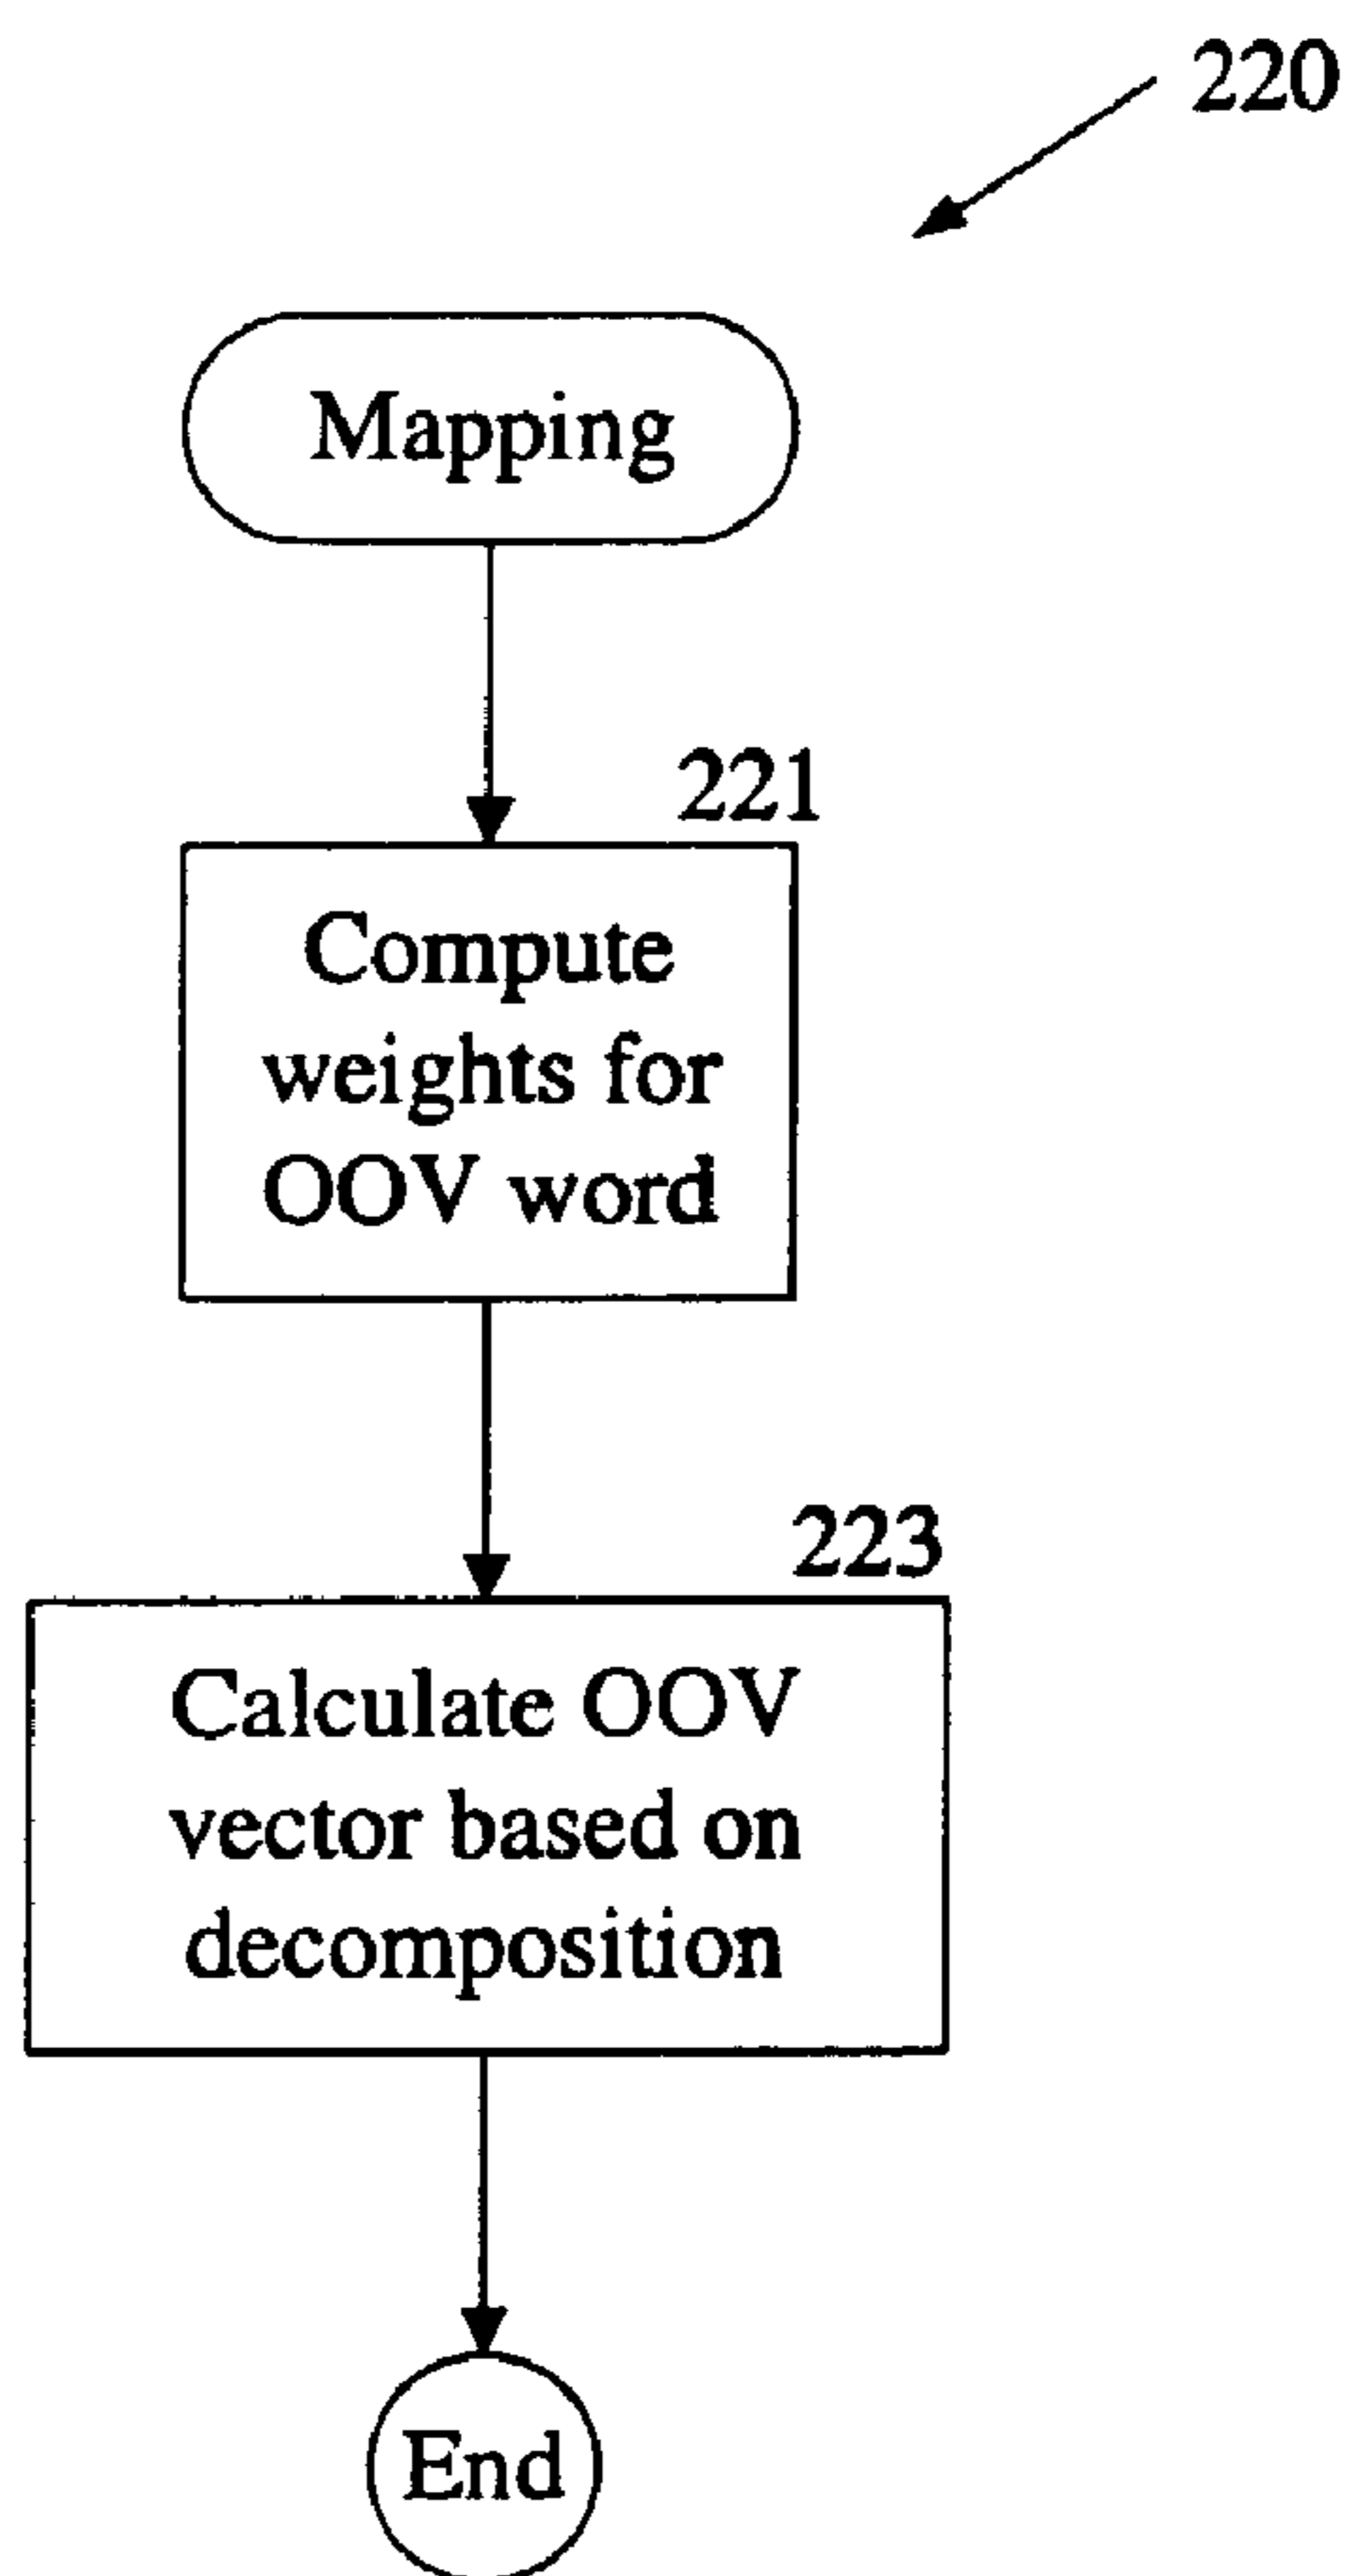 220
Mapping
221
Compute
weights for
OOV word
223
Calculate OOV
vector based on
decomposition
End